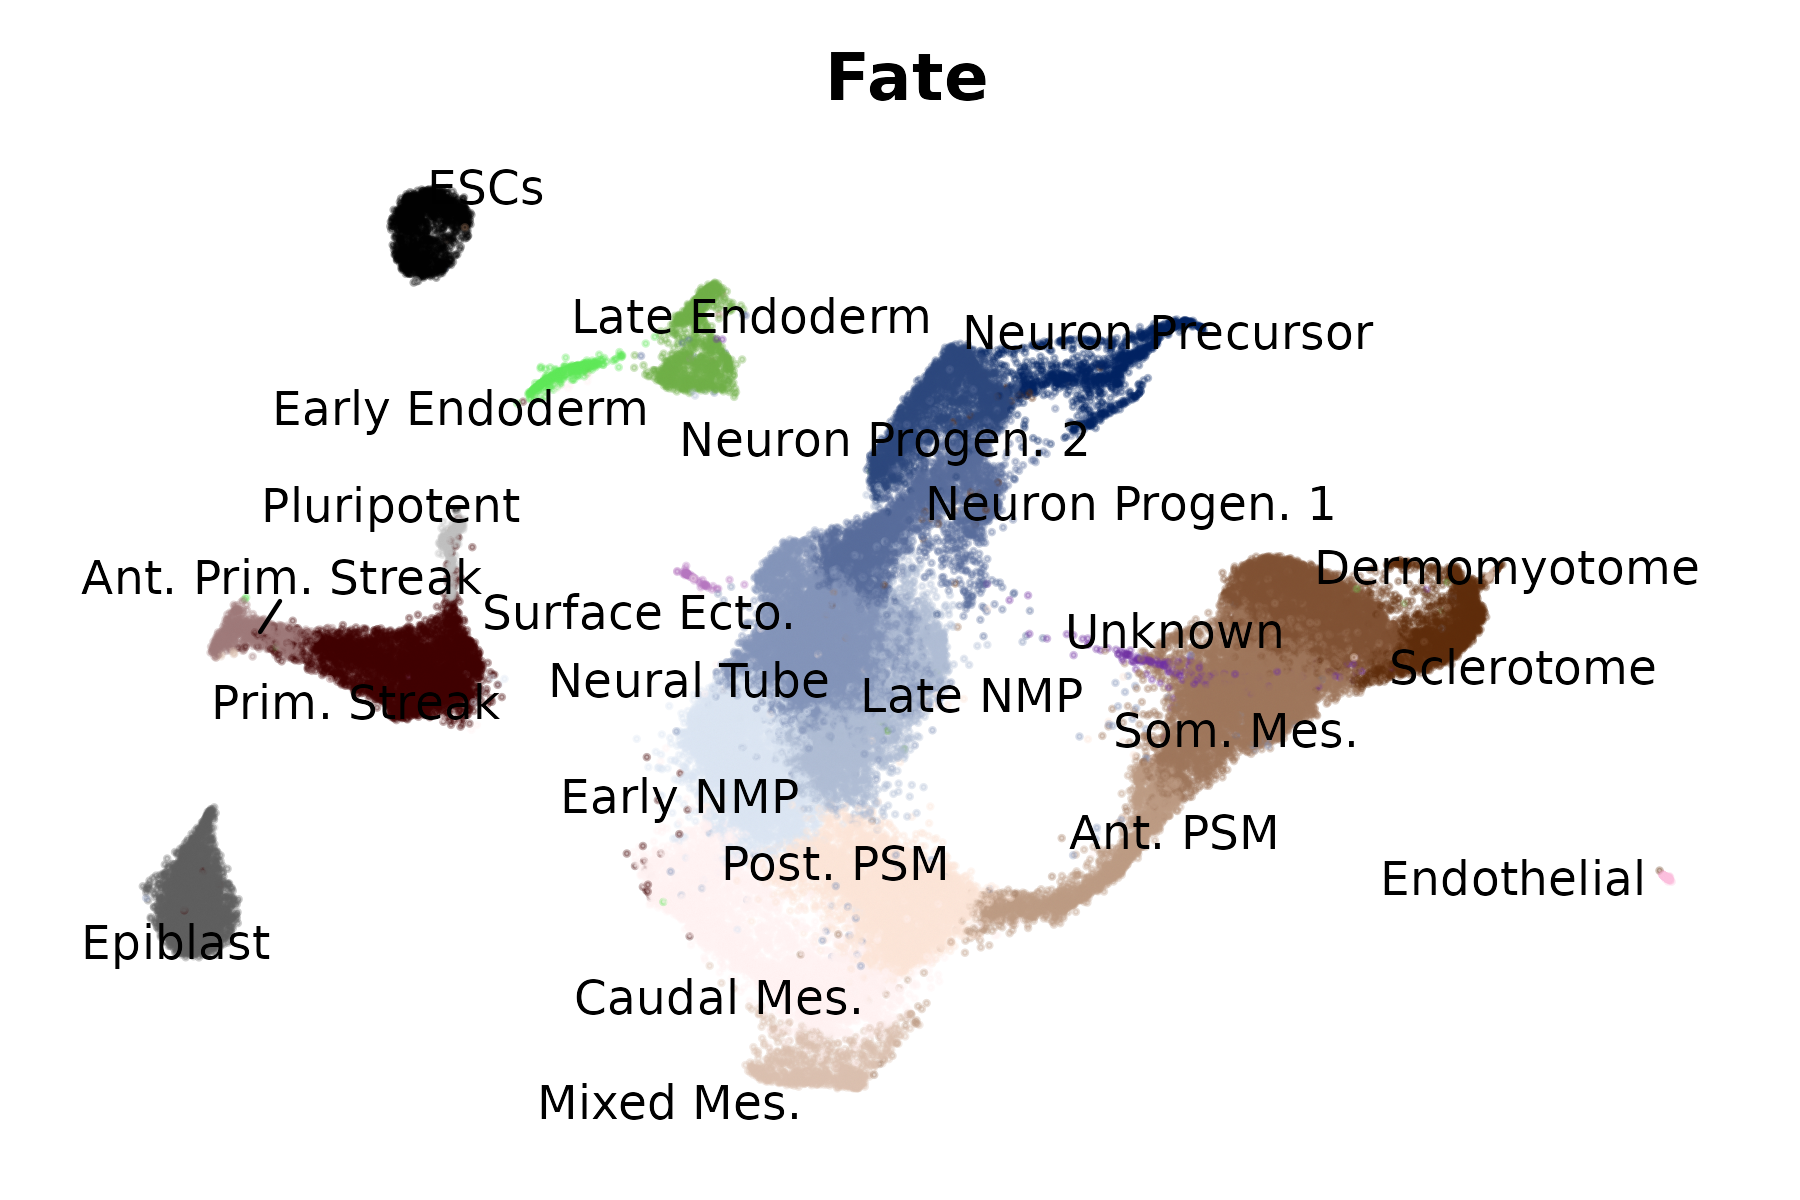 Fate
ESCs
Late Endoderm
Neuron Precursor
Early Endoderm
Neuron Progen. 2
Pluripotent
Neuron Progen. 1
Ant. Prim. Streak
Dermomyotome
Surface Ecto.
Unknown
Prim. Streak
Neural Tube
Late NMP
Sclerotome
Som. Mes.
Early NMP
Ant. PSM
Post. PSM
Endothelial
Epiblast
Caudal Mes.
Mixed Mes.